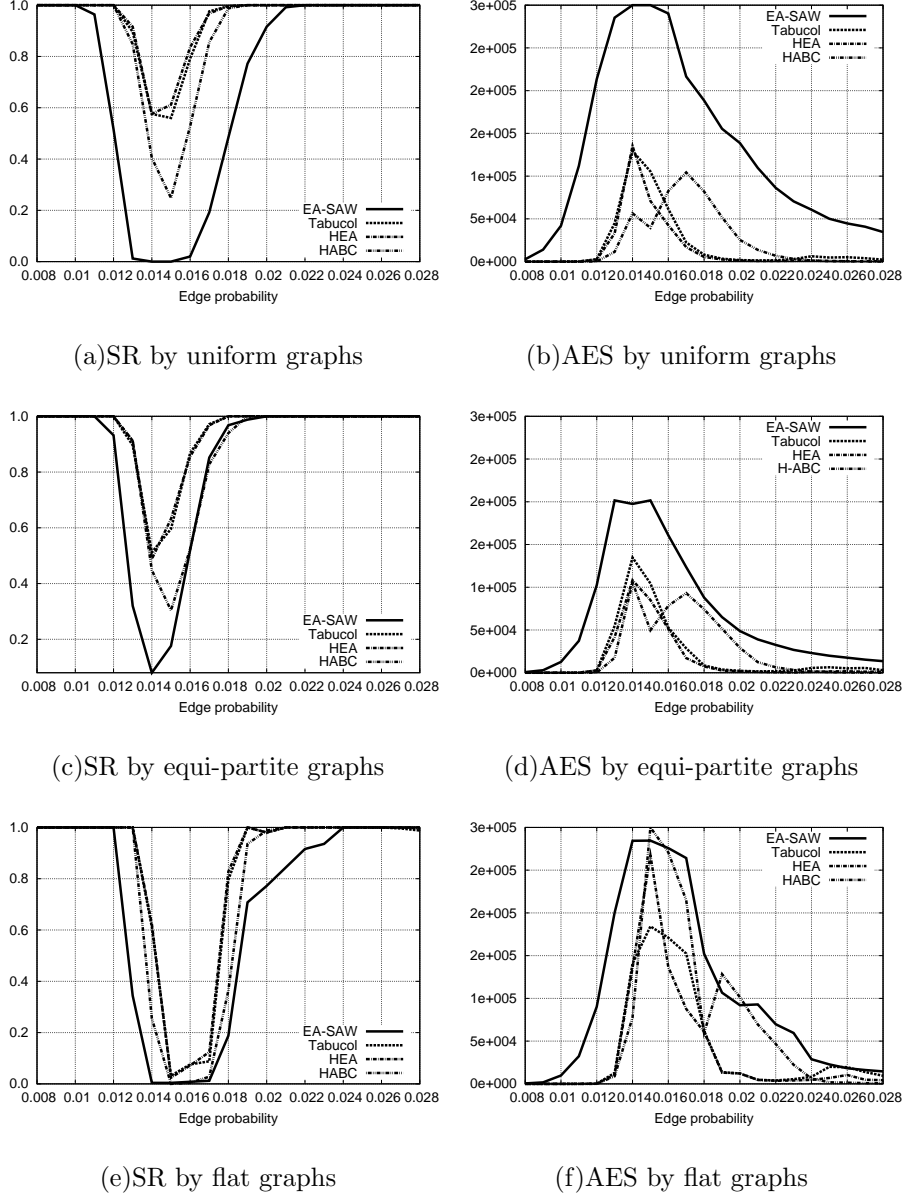 1.0
0.8
0.6
0.4
0.2
0.0
EA-SAW
Tabucol
HEA
HABC
0.008 0.01 0.012 0.014 0.016 0.018 0.02 0.022 0.024 0.026 0.028
Edge probability
(a)SR by uniform graphs
3e+005
2e+005
2e+005
2e+005
1e+005
5e+004
0e+000
EA-SAW
Tabucol
HEA
HABC
0.008 0.01 0.012 0.014 0.016 0.018 0.02 0.022 0.024 0.026 0.028
Edge probability
(b)AES by uniform graphs
1.0
0.8
0.6
0.4
0.2
EA-SAW
Tabucol
HEA
HABC
0.008 0.01 0.012 0.014 0.016 0.018 0.02 0.022 0.024 0.026 0.028
Edge probability
(c)SR by equi-partite graphs
3e+005
2e+005
2e+005
2e+005
1e+005
5e+004
0e+000
EA-SAW
Tabucol
HEA
H-ABC
0.008 0.01 0.012 0.014 0.016 0.018 0.02 0.022 0.024 0.026 0.028
Edge probability
(d)AES by equi-partite graphs
1.0
0.8
0.6
0.4
0.2
0.0
EA-SAW
Tabucol
HEA
HABC
0.008 0.01 0.012 0.014 0.016 0.018 0.02 0.022 0.024 0.026 0.028
Edge probability
(e)SR by flat graphs
3e+005
2e+005
2e+005
2e+005
1e+005
5e+004
0e+000
EA-SAW
Tabucol
HEA
HABC
0.008 0.01 0.012 0.014 0.016 0.018 0.02 0.022 0.024 0.026 0.028
Edge probability
(f)AES by flat graphs